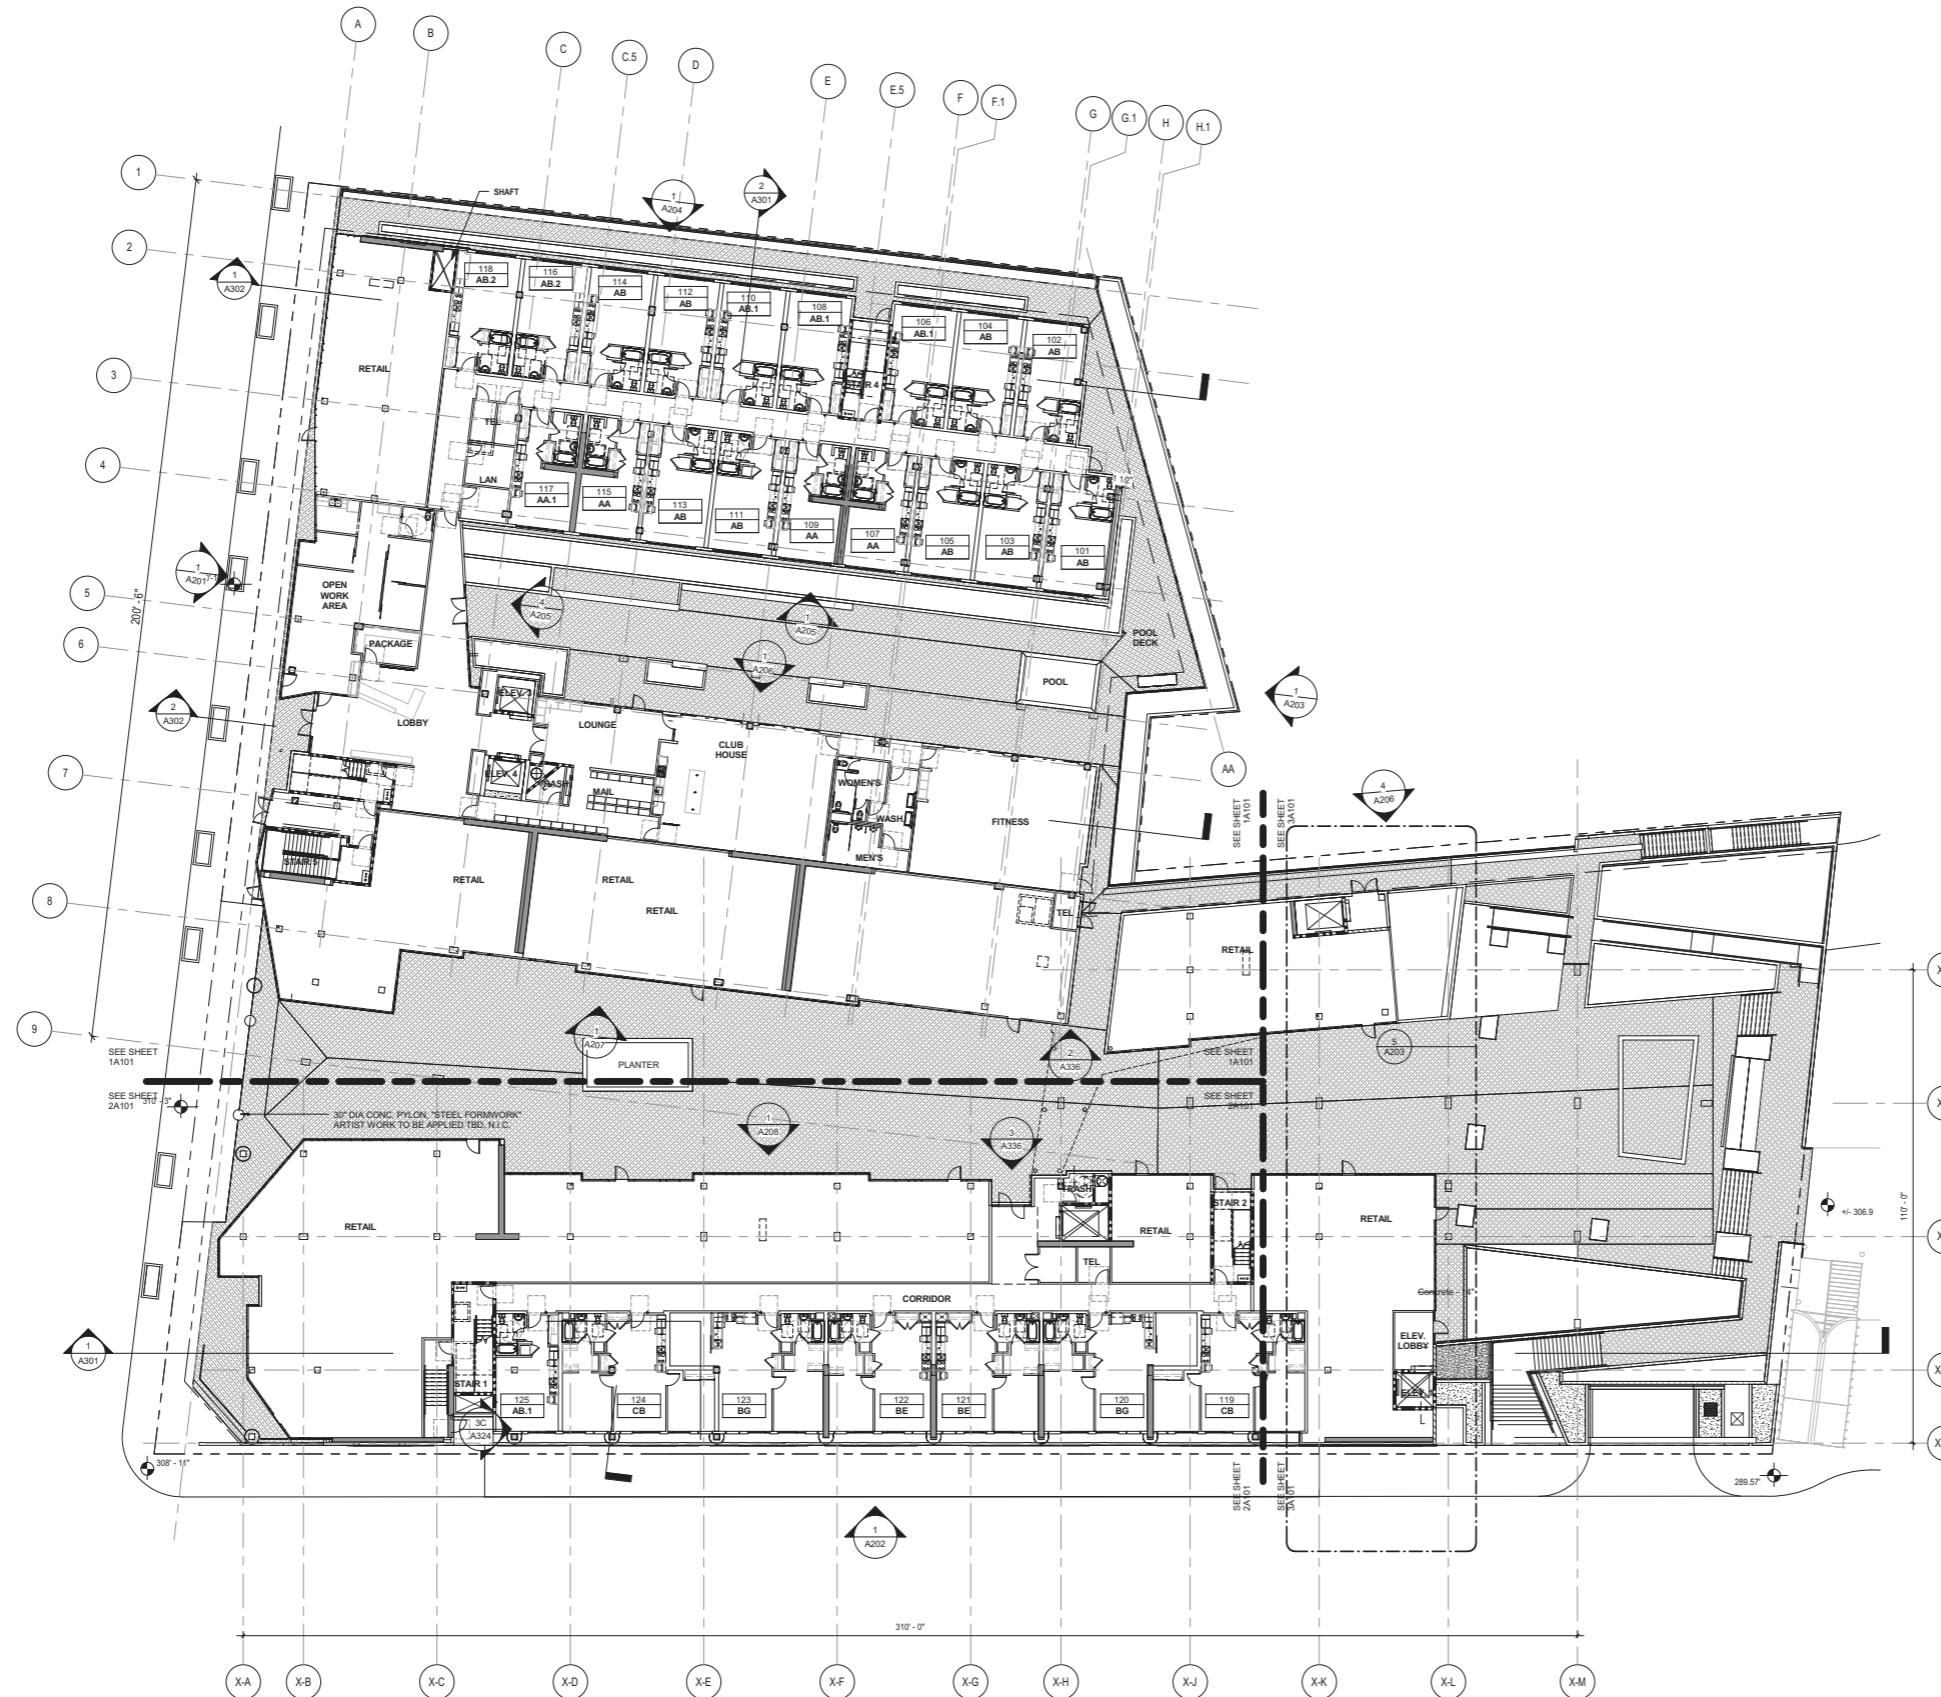 A
B
C
C.5
D
E
E.5
F
F.1
G
G.1
H
H.1
1
2
3
4
5
6
7
8
9
SHAFT
1
A204
2
A301
1
A302
118
AB.2
116
AB.2
114
AB
112
AB
110
AB.1
108
AB.1
106
AB.1
104
AB
102
AB
RETAIL
STAIR 4
TEL
LAN
117
AA.1
115
AA
113
AB
111
AB
109
AA
107
AA
105
AB
103
AB
101
AB
1/2"
200' - 6"
1
A201
OPEN
WORK
AREA
PACKAGE
4
A205
1
A205
1
A206
POOL
DECK
POOL
1
A203
2
A302
LOBBY
ELEV. 3
LOUNGE
CLUB
HOUSE
ELEV. 4
TRASH
MAIL
WOMEN'S
WASH
MEN'S
FITNESS
AA
SEE SHEET
1A101
SEE SHEET
3A101
4
A206
STAIR 5
RETAIL
RETAIL
RETAIL
TEL
RETAIL
SEE SHEET
1A101
SEE SHEET
2A101
310' - 3"
1
A207
PLANTER
2
A336
SEE SHEET
1A101
SEE SHEET
2A101
5
A203
30" DIA CONC. PYLON, "STEEL FORMWORK"
ARTIST WORK TO BE APPLIED TBD, N.I.C.
1
A208
3
A336
RETAIL
TRASH
RETAIL
STAIR 2
RETAIL
TEL
CORRIDOR
+/- 306.9
110' - 0"
ELEV.
LOBBY
ELEV.
1
A301
STAIR 1
125
AB.1
124
CB
123
BG
122
BE
121
BE
120
BG
119
CB
3C
A324
308' - 11"
SEE SHEET
2A101
SEE SHEET
3A101
289.57'
1
A202
310' - 0"
X-A
X-B
X-C
X-D
X-E
X-F
X-G
X-H
X-J
X-K
X-L
X-M